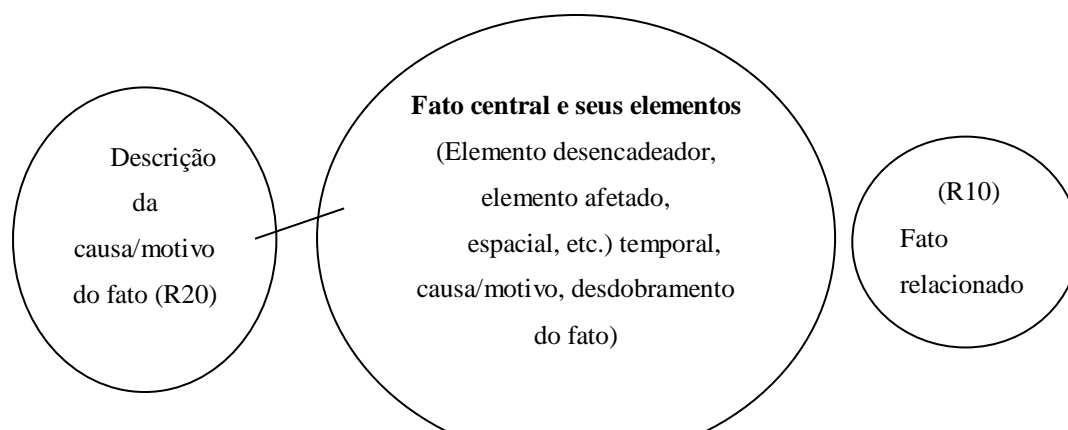 Descrição
da
causa/motivo
do fato (R20)
Fato central e seus elementos
(Elemento desencadeador,
elemento afetado,
espacial, etc.) temporal,
causa/motivo, desdobramento
do fato)
(R10)
Fato
relacionado